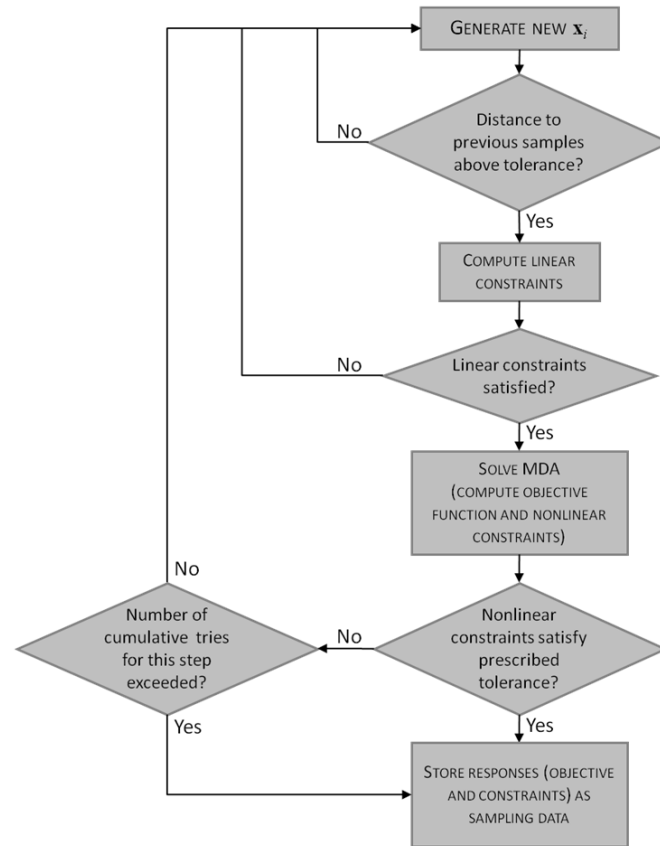 GENERATE NEW xᵢ
Distance to
previous samples
above tolerance?
No
Yes
COMPUTE LINEAR
CONSTRAINTS
Linear constraints
satisfied?
No
Yes
SOLVE MDA
(COMPUTE OBJECTIVE
FUNCTION AND NONLINEAR
CONSTRAINTS)
Nonlinear
constraints satisfy
prescribed
tolerance?
No
Number of
cumulative tries
for this step
exceeded?
No
Yes
Yes
STORE RESPONSES (OBJECTIVE
AND CONSTRAINTS) AS
SAMPLING DATA